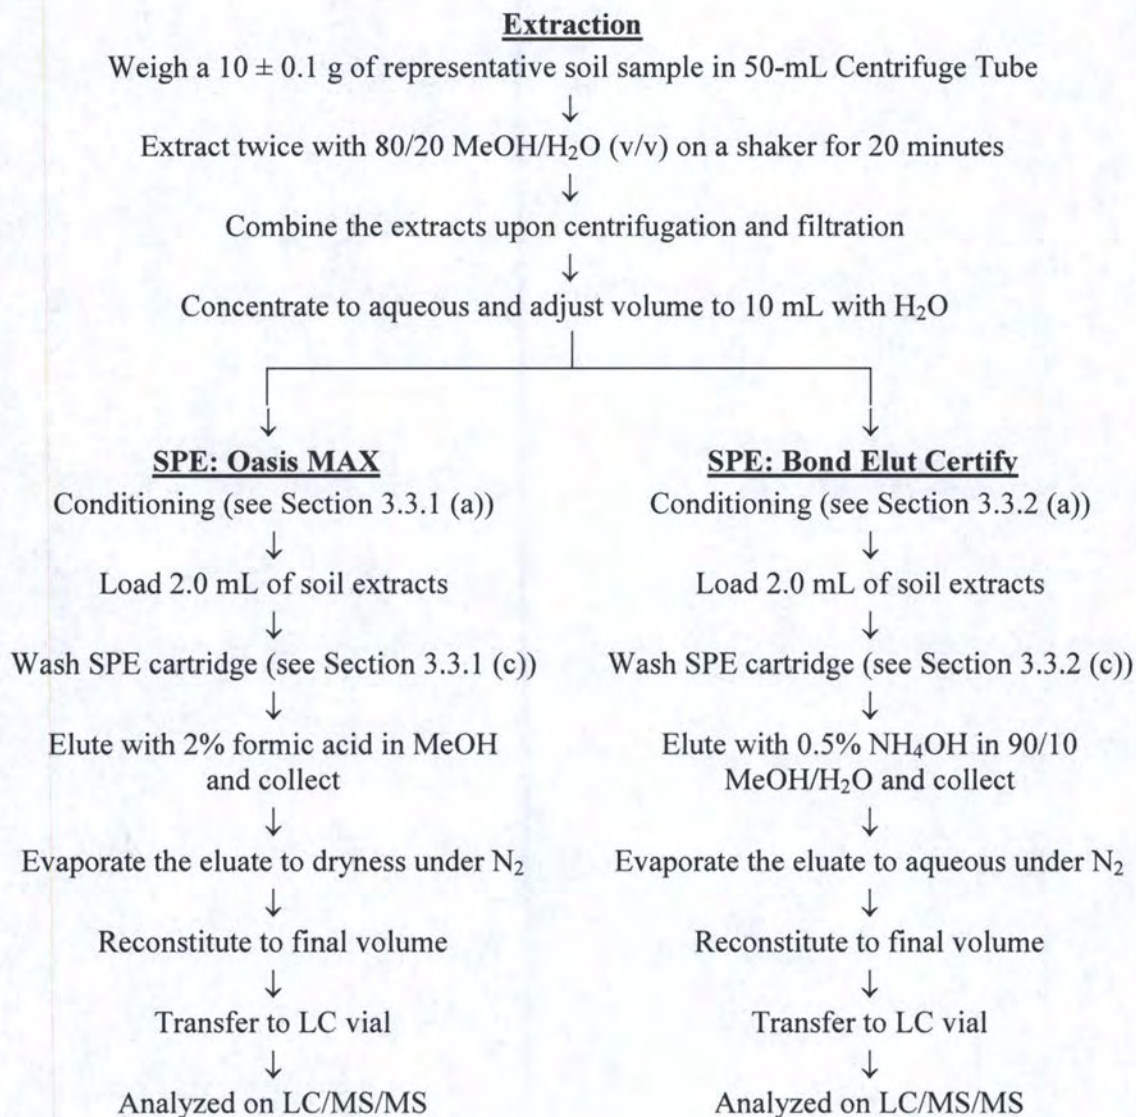 Extraction
Weigh a 10 ± 0.1 g of representative soil sample in 50-mL Centrifuge Tube
↓
Extract twice with 80/20 MeOH/H₂O (v/v) on a shaker for 20 minutes
↓
Combine the extracts upon centrifugation and filtration
↓
Concentrate to aqueous and adjust volume to 10 mL with H₂O
SPE: Oasis MAX
Conditioning (see Section 3.3.1 (a))
↓
Load 2.0 mL of soil extracts
↓
Wash SPE cartridge (see Section 3.3.1 (c))
↓
Elute with 2% formic acid in MeOH
and collect
↓
Evaporate the eluate to dryness under N₂
↓
Reconstitute to final volume
↓
Transfer to LC vial
↓
Analyzed on LC/MS/MS
SPE: Bond Elut Certify
Conditioning (see Section 3.3.2 (a))
↓
Load 2.0 mL of soil extracts
↓
Wash SPE cartridge (see Section 3.3.2 (c))
↓
Elute with 0.5% NH₄OH in 90/10
MeOH/H₂O and collect
↓
Evaporate the eluate to aqueous under N₂
↓
Reconstitute to final volume
↓
Transfer to LC vial
↓
Analyzed on LC/MS/MS